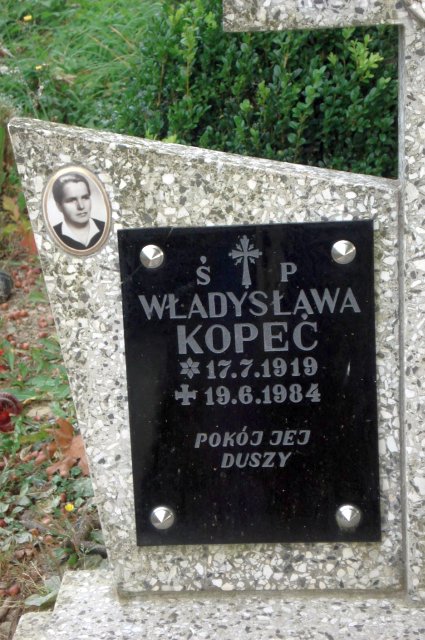 Ś P
WŁADYSŁAWA
KOPEĆ
17.7.1919
19.6.1984
POKÓJ JEJ
DUSZY